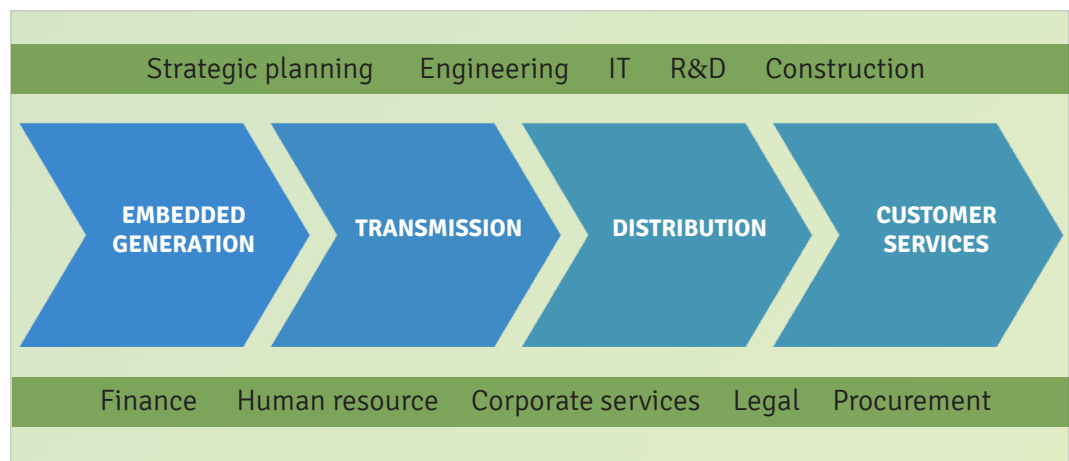 Strategic planning Engineering IT R&D Construction
EMBEDDED
GENERATION
TRANSMISSION
DISTRIBUTION
CUSTOMER
SERVICES
Finance Human resource Corporate services Legal Procurement